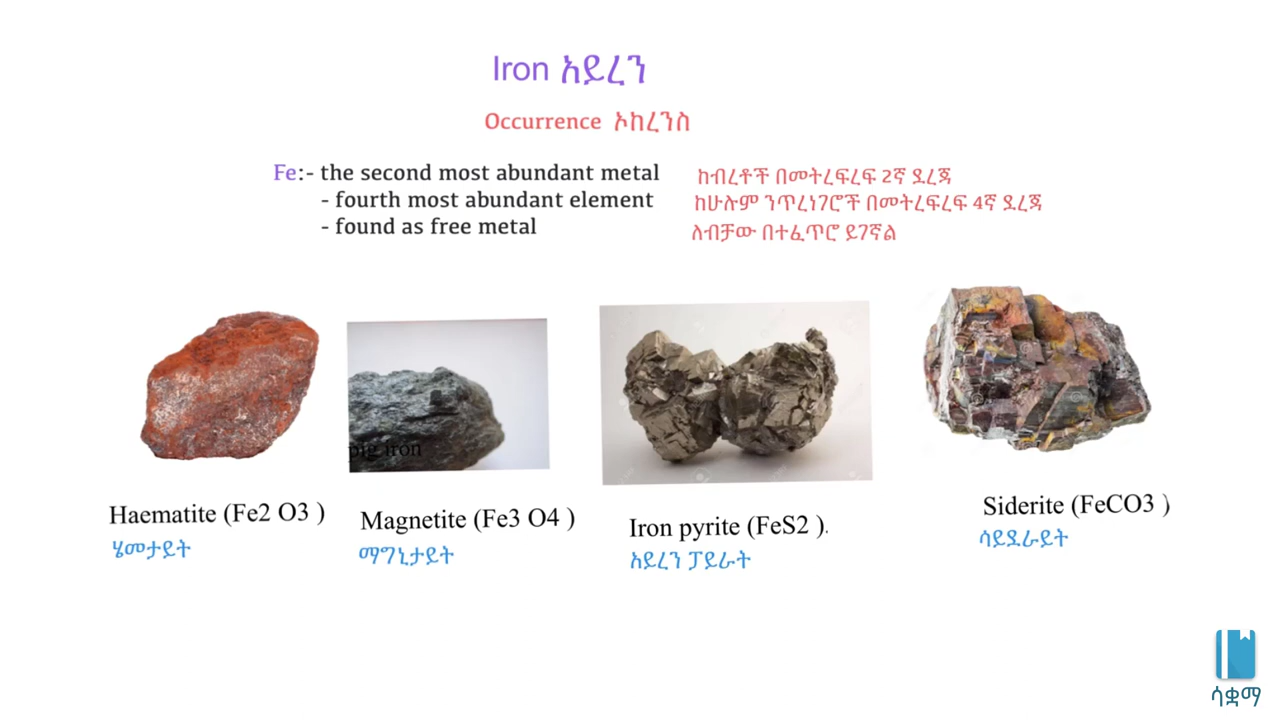 Iron አይረን
Occurrence ኦከረንስ
Fe:- the second most abundant metal ከብረቶች በመትረፍረፍ 2ኛ ደረጃ
- fourth most abundant element ከሁሉም ንጥረነገሮች በመትረፍረፍ 4ኛ ደረጃ
- found as free metal ለብቻው በተፈጥሮ ይገኛል
pig iron
Haematite (Fe2 O3 )
ሄመታይት
Magnetite (Fe3 O4 )
ማግኒታይት
Iron pyrite (FeS2 ).
አይረን ፓይራት
Siderite (FeCO3 )
ሳይደራይት
ሳቋማ